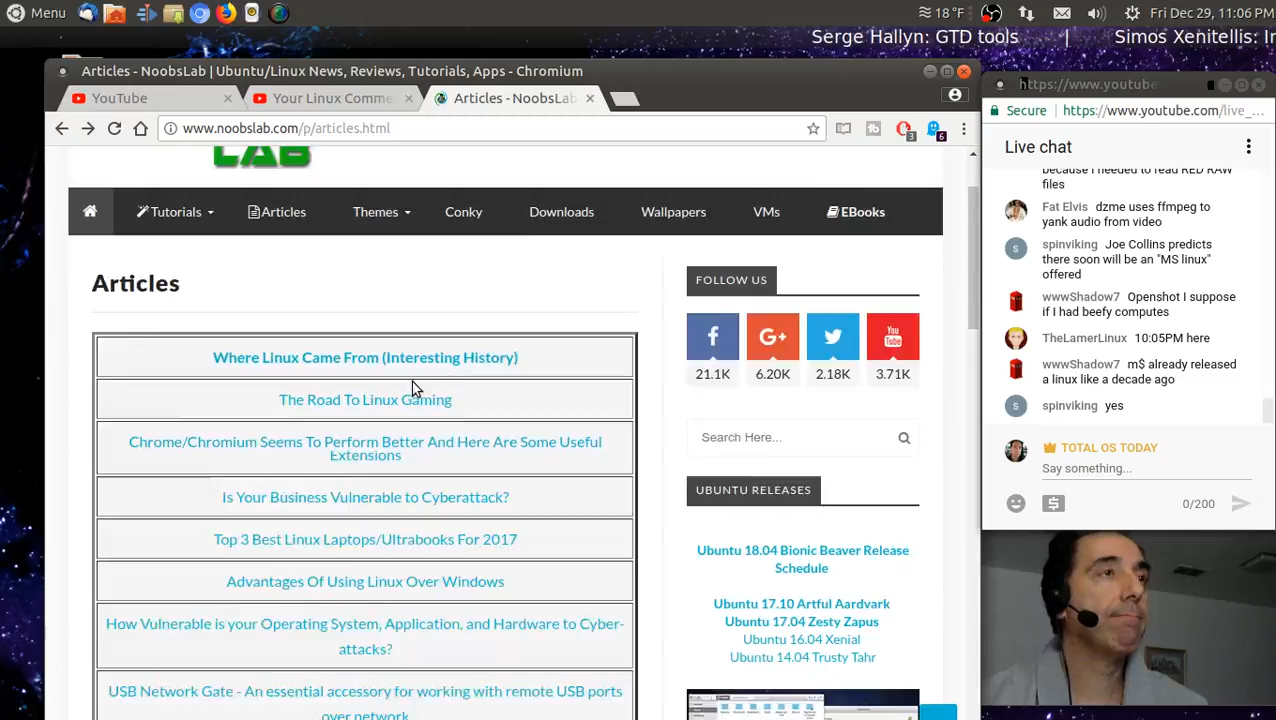 Menu
18 °F
Fri Dec 29, 11:06 PM
Serge Hallyn: GTD tools | Simos Xenitellis: Ir
Articles - NoobsLab | Ubuntu/Linux News, Reviews, Tutorials, Apps - Chromium
YouTube
Your Linux Comme
Articles - NoobsLab
www.noobslab.com/p/articles.html
3
6
LAB
Tutorials
Articles
Themes
Conky
Downloads
Wallpapers
VMs
EBooks
Articles
Where Linux Came From (Interesting History)
The Road To Linux Gaming
Chrome/Chromium Seems To Perform Better And Here Are Some Useful
Extensions
Is Your Business Vulnerable to Cyberattack?
Top 3 Best Linux Laptops/Ultrabooks For 2017
Advantages Of Using Linux Over Windows
How Vulnerable is your Operating System, Application, and Hardware to Cyber-
attacks?
USB Network Gate - An essential accessory for working with remote USB ports
over network
FOLLOW US
21.1K
6.20K
2.18K
3.71K
Search Here...
UBUNTU RELEASES
Ubuntu 18.04 Bionic Beaver Release
Schedule
Ubuntu 17.10 Artful Aardvark
Ubuntu 17.04 Zesty Zapus
Ubuntu 16.04 Xenial
Ubuntu 14.04 Trusty Tahr
https://www.youtube
Secure
https://www.youtube.com/live_...
Live chat
because I needed to read RED RAW
files
Fat Elvis dzme uses ffmpeg to
yank audio from video
spinviking Joe Collins predicts
there soon will be an "MS linux"
offered
wwwShadow7 Openshot I suppose
if I had beefy computes
TheLamerLinux 10:05PM here
wwwShadow7 m$ already released
a linux like a decade ago
spinviking yes
TOTAL OS TODAY
Say something...
0/200